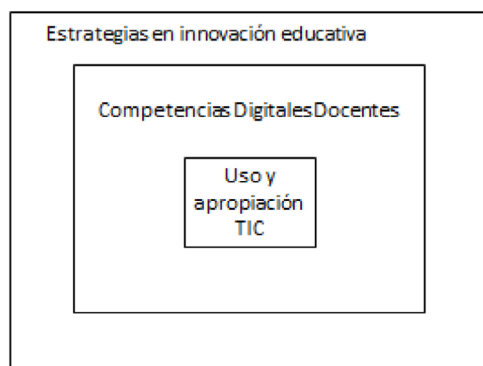 Estrategias en innovación educativa
Competencias Digitales Docentes
Uso y
apropiación
TIC